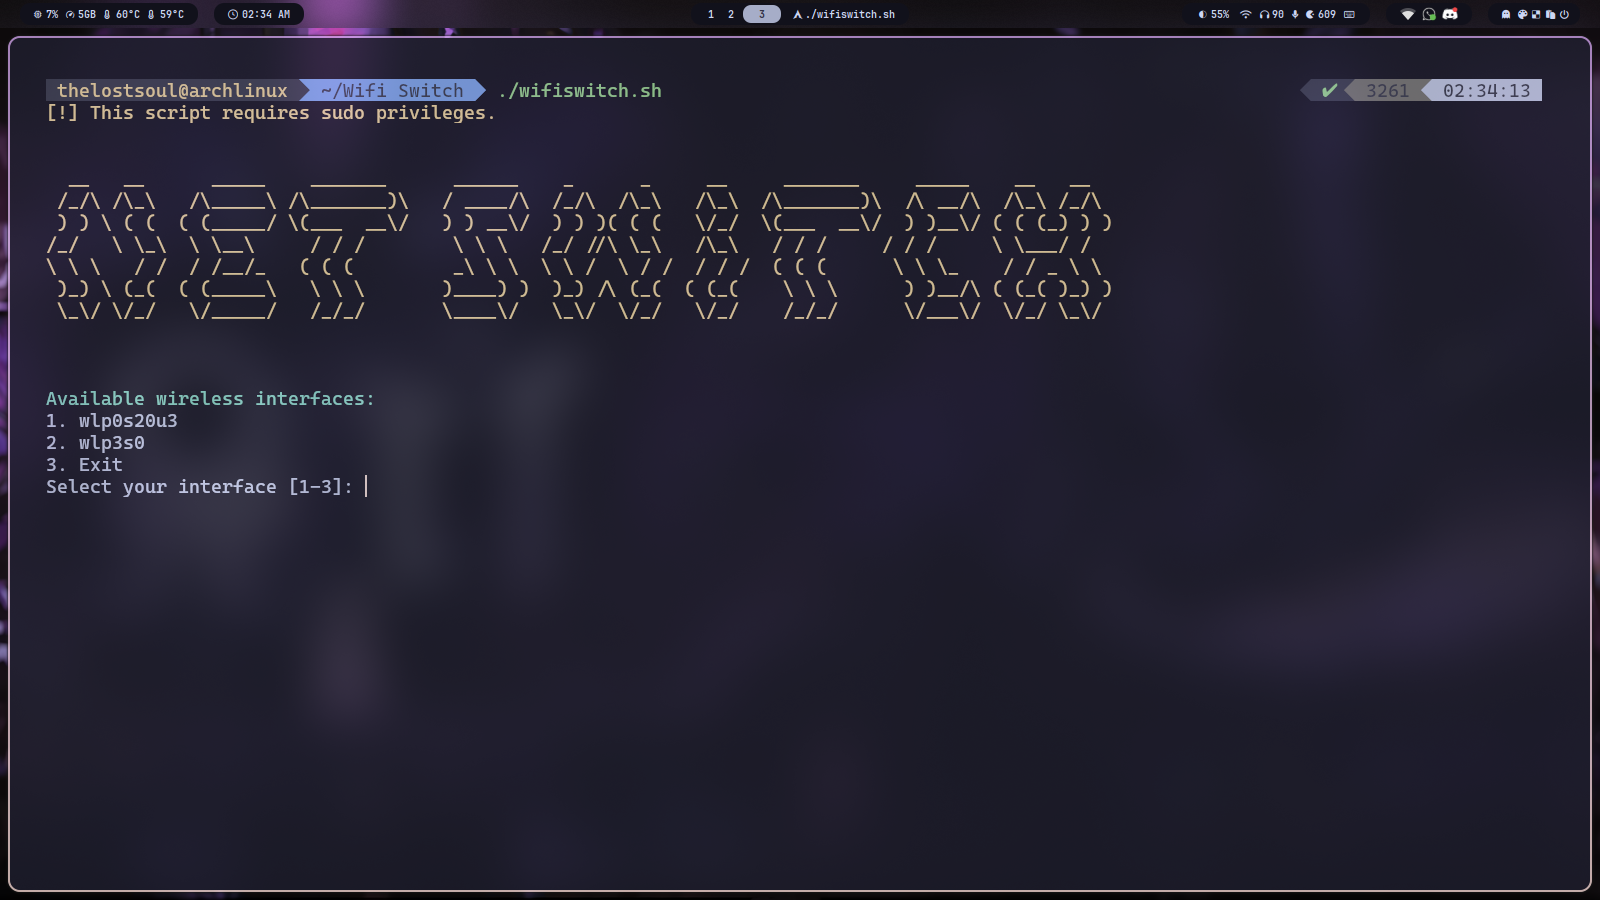 7% 5GB 60°C 59°C 02:34 AM 1 2 3 ./wifiswitch.sh 55% 90 609
thelostsoul@archlinux ~/Wifi Switch ./wifiswitch.sh ✔ 3261 02:34:13
[!] This script requires sudo privileges.
NET SWITCH
Available wireless interfaces:
1. wlp0s20u3
2. wlp3s0
3. Exit
Select your interface [1-3]: